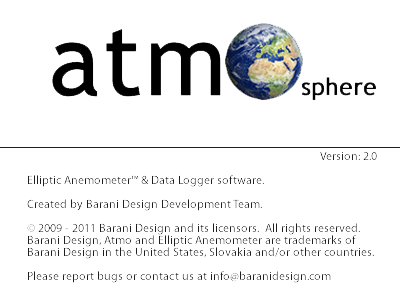 atmosphere
Version: 2.0
Elliptic Anemometer™ & Data Logger software.
Created by Barani Design Development Team.
© 2009 - 2011 Barani Design and its licensors.  All rights reserved.
Barani Design, Atmo and Elliptic Anemometer are trademarks of
Barani Design in the United States, Slovakia and/or other countries.
Please report bugs or contact us at info@baranidesign.com